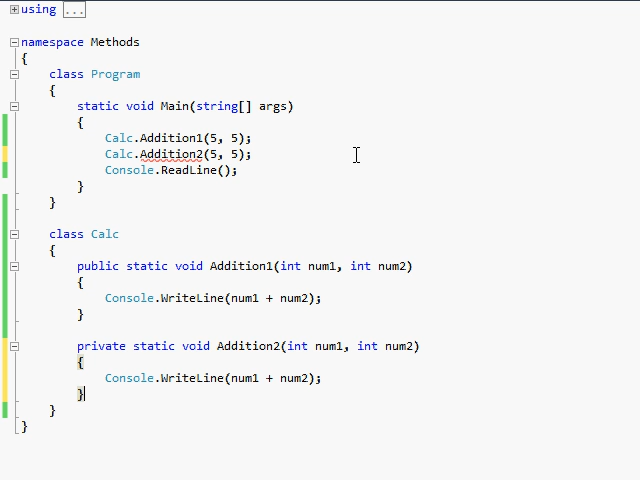 using ...
namespace Methods
{
class Program
{
static void Main(string[] args)
{
Calc.Addition1(5, 5);
Calc.Addition2(5, 5);
Console.ReadLine();
}
}
class Calc
{
public static void Addition1(int num1, int num2)
{
Console.WriteLine(num1 + num2);
}
private static void Addition2(int num1, int num2)
{
Console.WriteLine(num1 + num2);
}
}
}